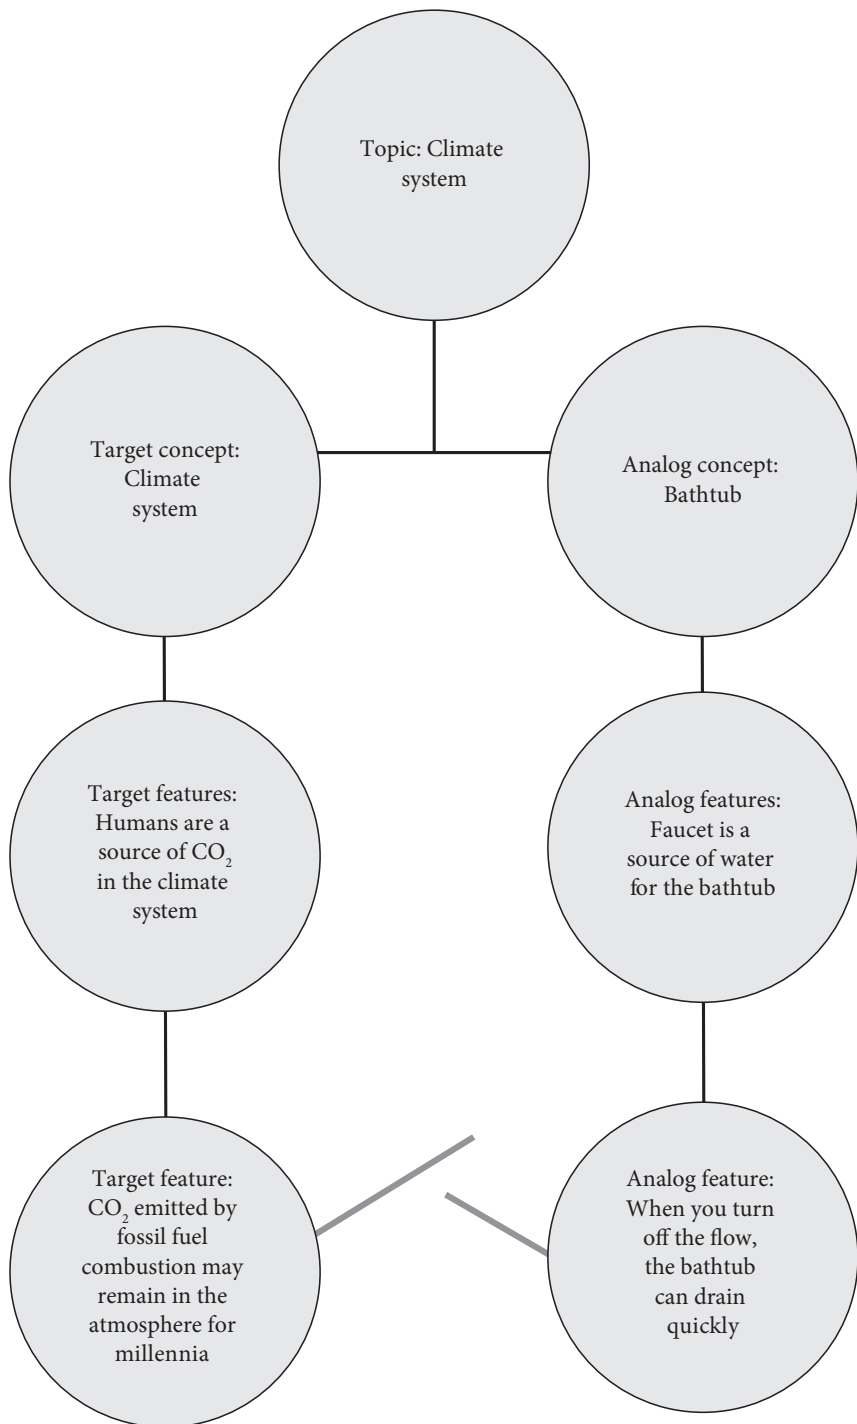 Topic: Climate
system
Target concept:
Climate
system
Analog concept:
Bathtub
Target features:
Humans are a
source of CO₂
in the climate
system
Analog features:
Faucet is a
source of water
for the bathtub
Target feature:
CO₂ emitted by
fossil fuel
combustion may
remain in the
atmosphere for
millennia
Analog feature:
When you turn
off the flow,
the bathtub
can drain
quickly